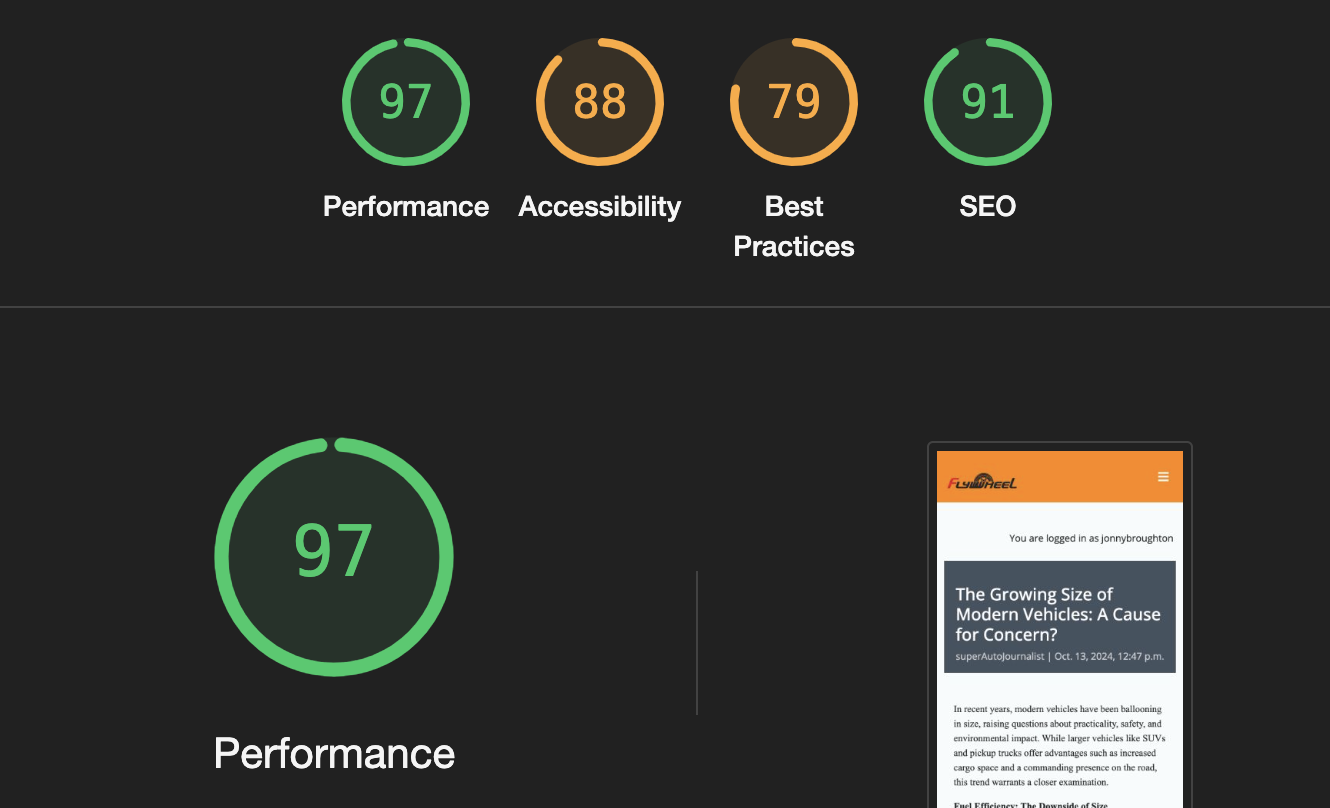 97
88
79
91
Performance
Accessibility
Best
Practices
SEO
97
Performance
FLYWHEEL
You are logged in as jonnybroughton
The Growing Size of
Modern Vehicles: A Cause
for Concern?
superAutoJournalist | Oct. 13, 2024, 12:47 p.m.
In recent years, modern vehicles have been ballooning
in size, raising questions about practicality, safety, and
environmental impact. While larger vehicles like SUVs
and pickup trucks offer advantages such as increased
cargo space and a commanding presence on the road,
this trend warrants a closer examination.
Fuel Efficiency: The Downside of Size